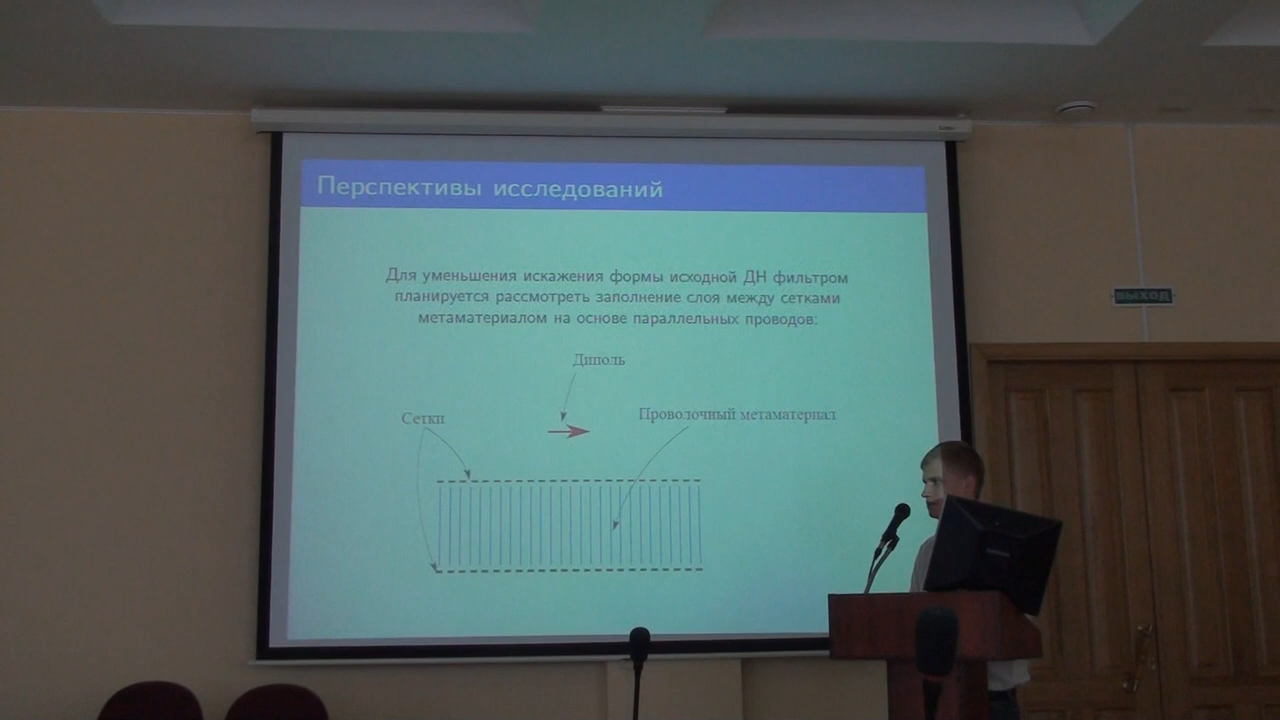 Перспективы исследований
Для уменьшения искажения формы исходной ДН фильтром
планируется рассмотреть заполнение слоя между сетками
метаматериалом на основе параллельных проводов:
Диполь
Сетки
Проволочный метаматериал
ВЫХОД